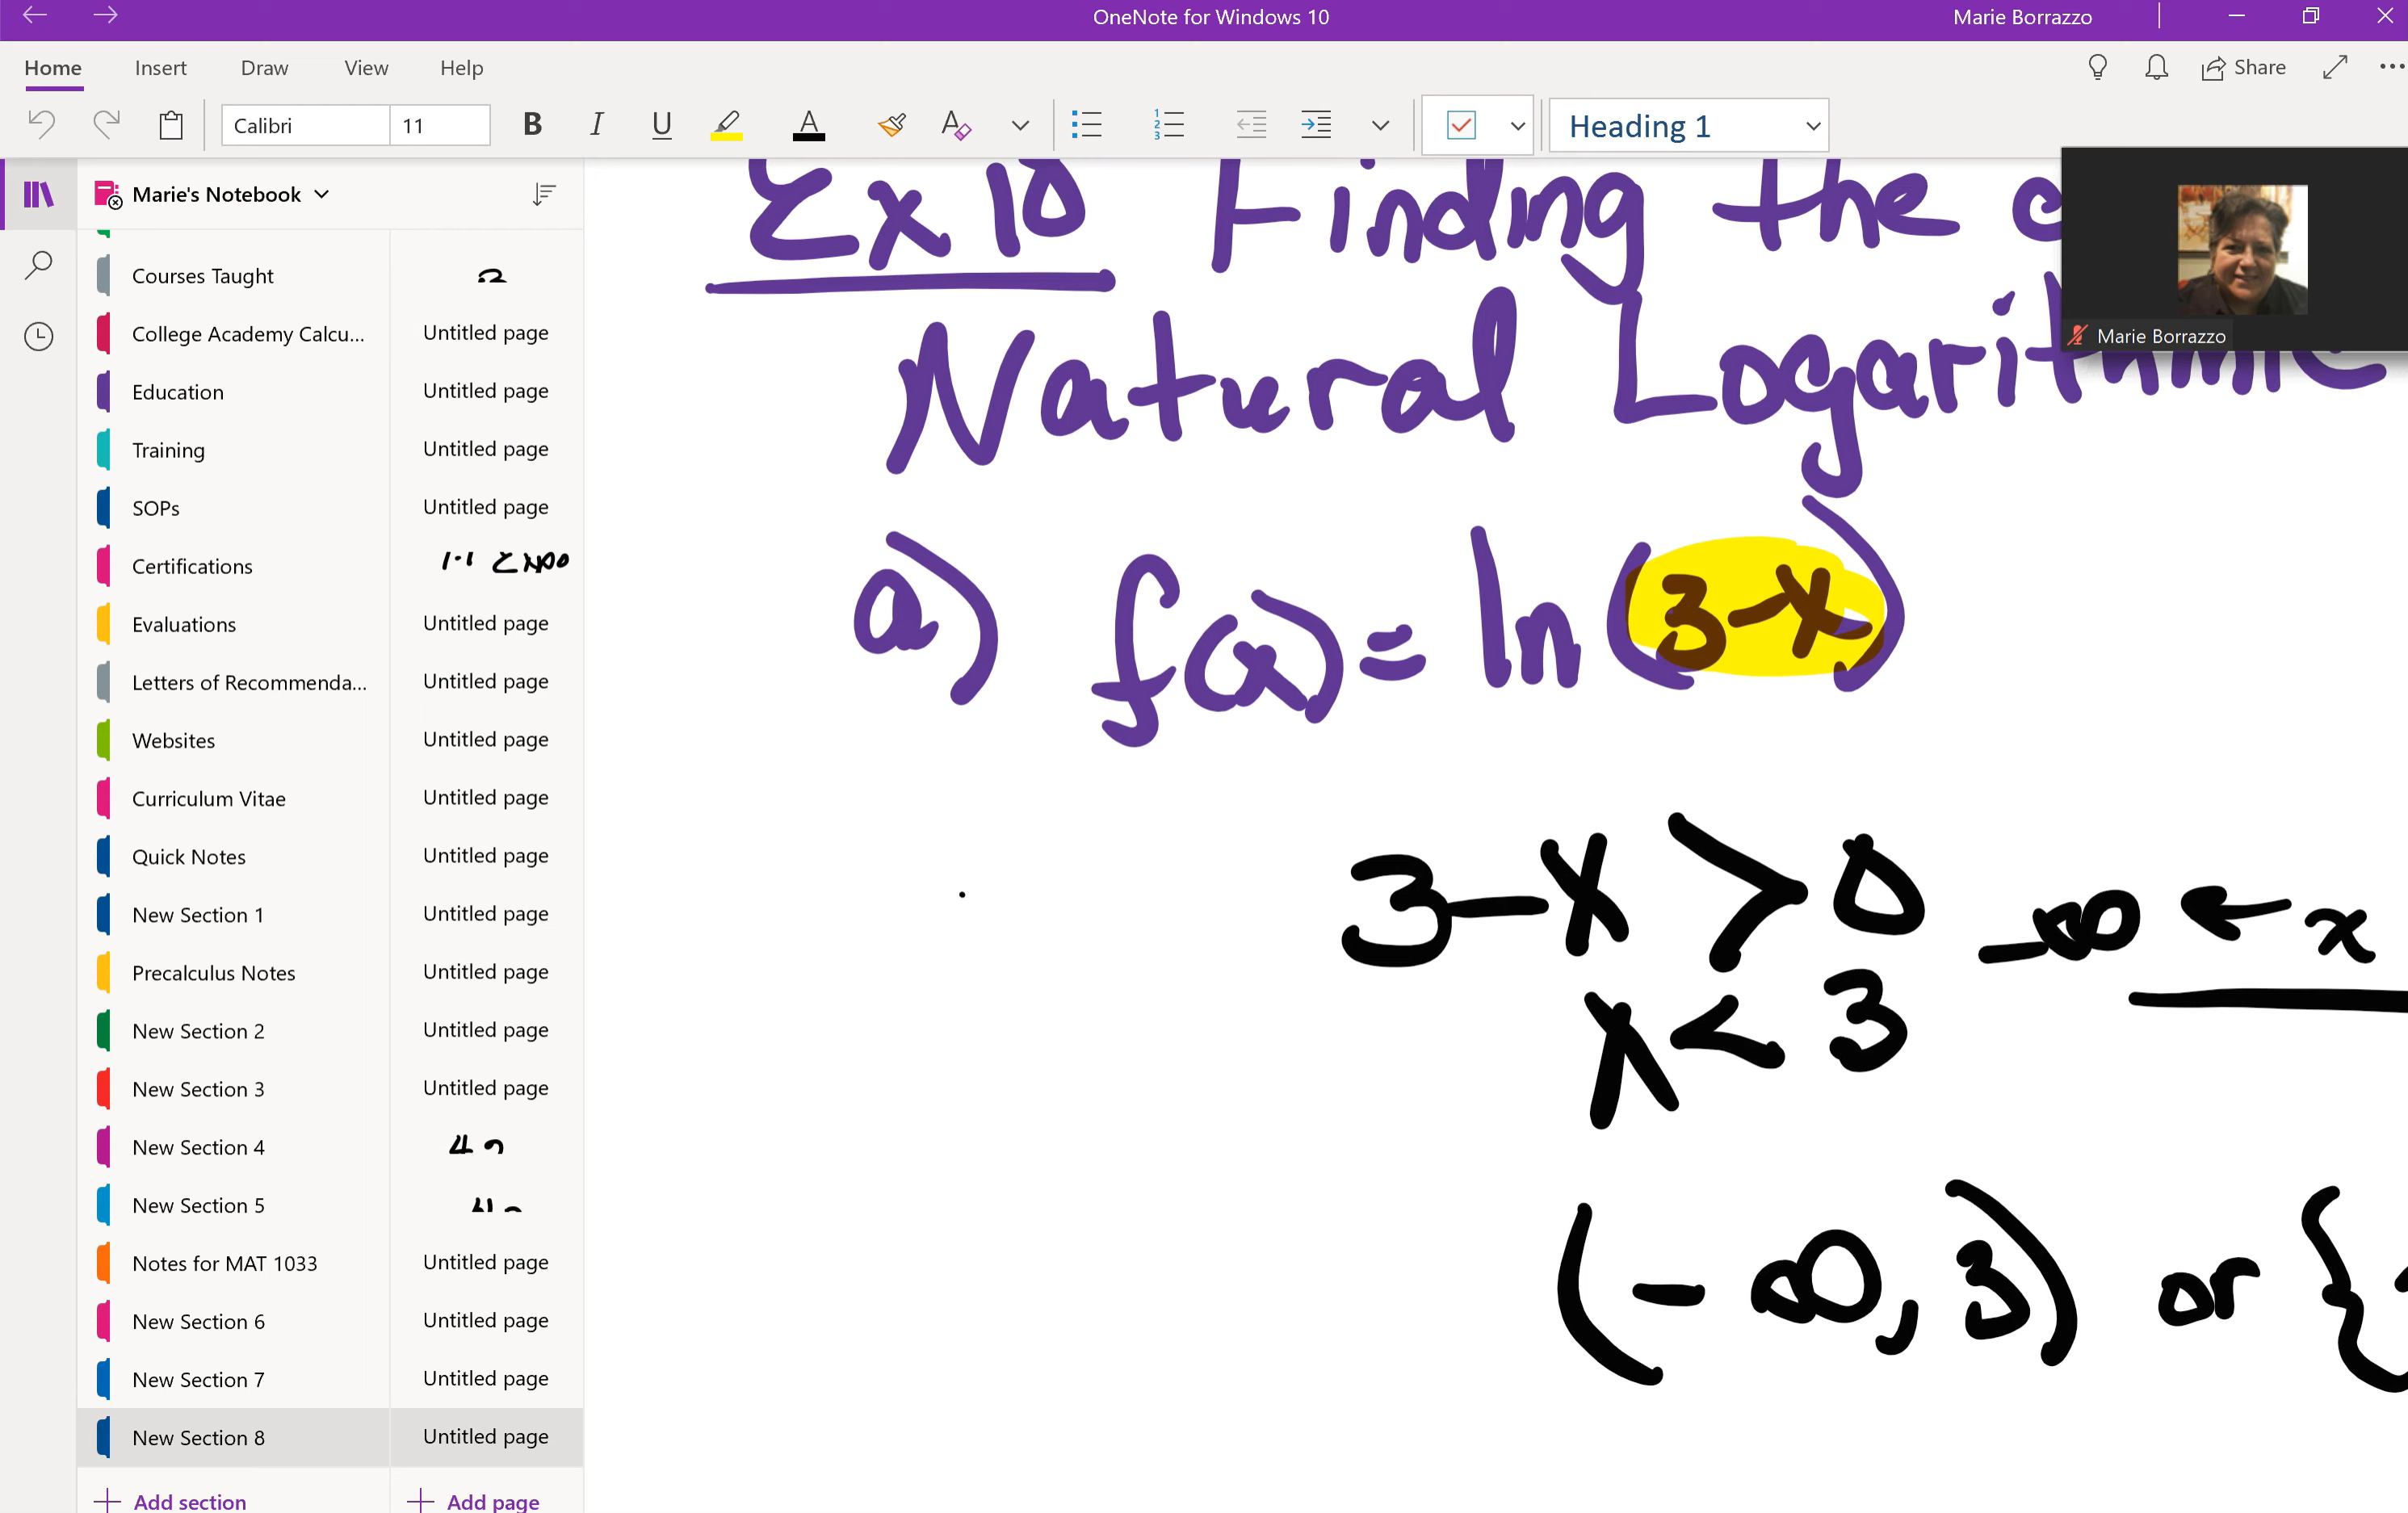 OneNote for Windows 10
Marie Borrazzo
Home Insert Draw View Help
Share
Calibri 11 B I U A A Heading 1
Marie's Notebook
Courses Taught
College Academy Calcu... Untitled page
Education Untitled page
Training Untitled page
SOPs Untitled page
Certifications
Evaluations Untitled page
Letters of Recommenda... Untitled page
Websites Untitled page
Curriculum Vitae Untitled page
Quick Notes Untitled page
New Section 1 Untitled page
Precalculus Notes Untitled page
New Section 2 Untitled page
New Section 3 Untitled page
New Section 4
New Section 5
Notes for MAT 1033 Untitled page
New Section 6 Untitled page
New Section 7 Untitled page
New Section 8 Untitled page
Add section Add page
Finding the
Natural Logarithmic
Marie Borrazzo
a) f(x) = ln(3-x)
3-x > 0 -∞ ← x
x < 3
(-∞, 3) or {